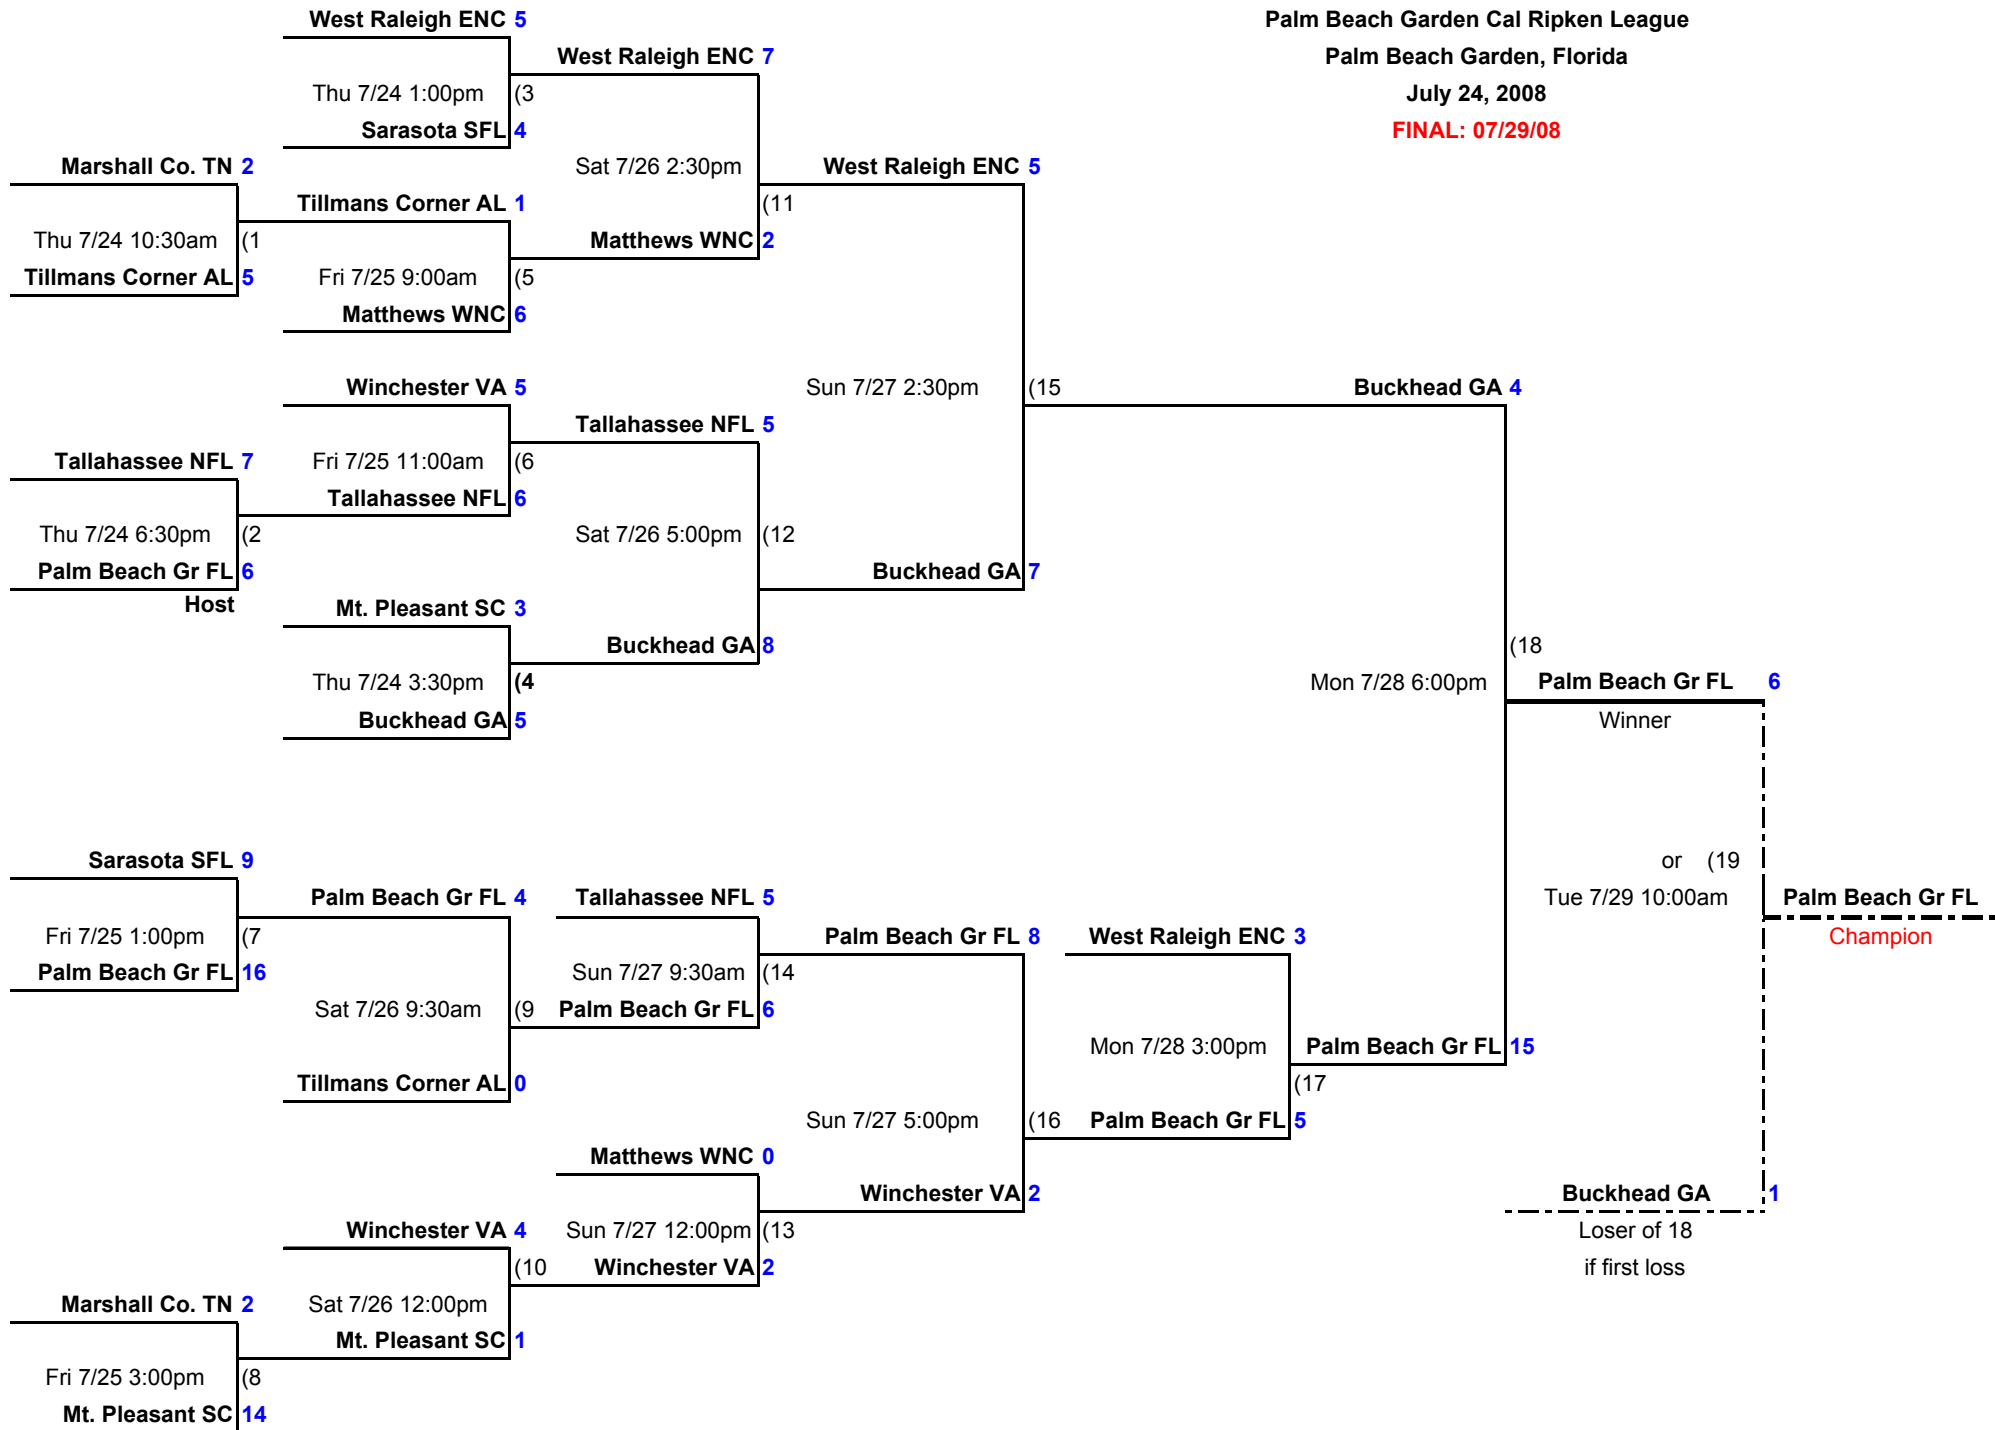 West Raleigh ENC 5
Palm Beach Garden Cal Ripken League
West Raleigh ENC 7
Palm Beach Garden, Florida
Thu 7/24 1:00pm (3
July 24, 2008
Sarasota SFL 4
FINAL: 07/29/08
Marshall Co. TN 2
Sat 7/26 2:30pm
West Raleigh ENC 5
Tillmans Corner AL 1
(11
Thu 7/24 10:30am (1
Matthews WNC 2
Tillmans Corner AL 5
Fri 7/25 9:00am (5
Matthews WNC 6
Winchester VA 5
Sun 7/27 2:30pm (15
Buckhead GA 4
Tallahassee NFL 5
Tallahassee NFL 7
Fri 7/25 11:00am (6
Tallahassee NFL 6
Thu 7/24 6:30pm (2
Sat 7/26 5:00pm (12
Palm Beach Gr FL 6
Buckhead GA 7
Host
Mt. Pleasant SC 3
Buckhead GA 8
(18
Thu 7/24 3:30pm (4
Mon 7/28 6:00pm
Palm Beach Gr FL 6
Buckhead GA 5
Winner
Sarasota SFL 9
or (19
Palm Beach Gr FL 4
Tallahassee NFL 5
Tue 7/29 10:00am
Palm Beach Gr FL
Fri 7/25 1:00pm (7
Palm Beach Gr FL 8
West Raleigh ENC 3
Champion
Palm Beach Gr FL 16
Sun 7/27 9:30am (14
Sat 7/26 9:30am (9
Palm Beach Gr FL 6
Mon 7/28 3:00pm
Palm Beach Gr FL 15
Tillmans Corner AL 0
(17
Sun 7/27 5:00pm (16
Palm Beach Gr FL 5
Matthews WNC 0
Winchester VA 2
Buckhead GA 1
Winchester VA 4
Sun 7/27 12:00pm (13
Loser of 18
(10
Winchester VA 2
if first loss
Marshall Co. TN 2
Sat 7/26 12:00pm
Mt. Pleasant SC 1
Fri 7/25 3:00pm (8
Mt. Pleasant SC 14